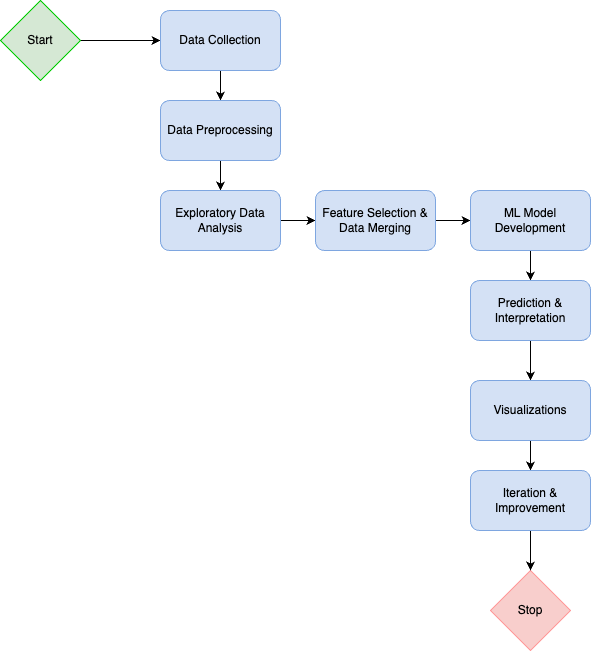 Start
Data Collection
Data Preprocessing
Exploratory Data
Analysis
Feature Selection &
Data Merging
ML Model
Development
Prediction &
Interpretation
Visualizations
Iteration &
Improvement
Stop